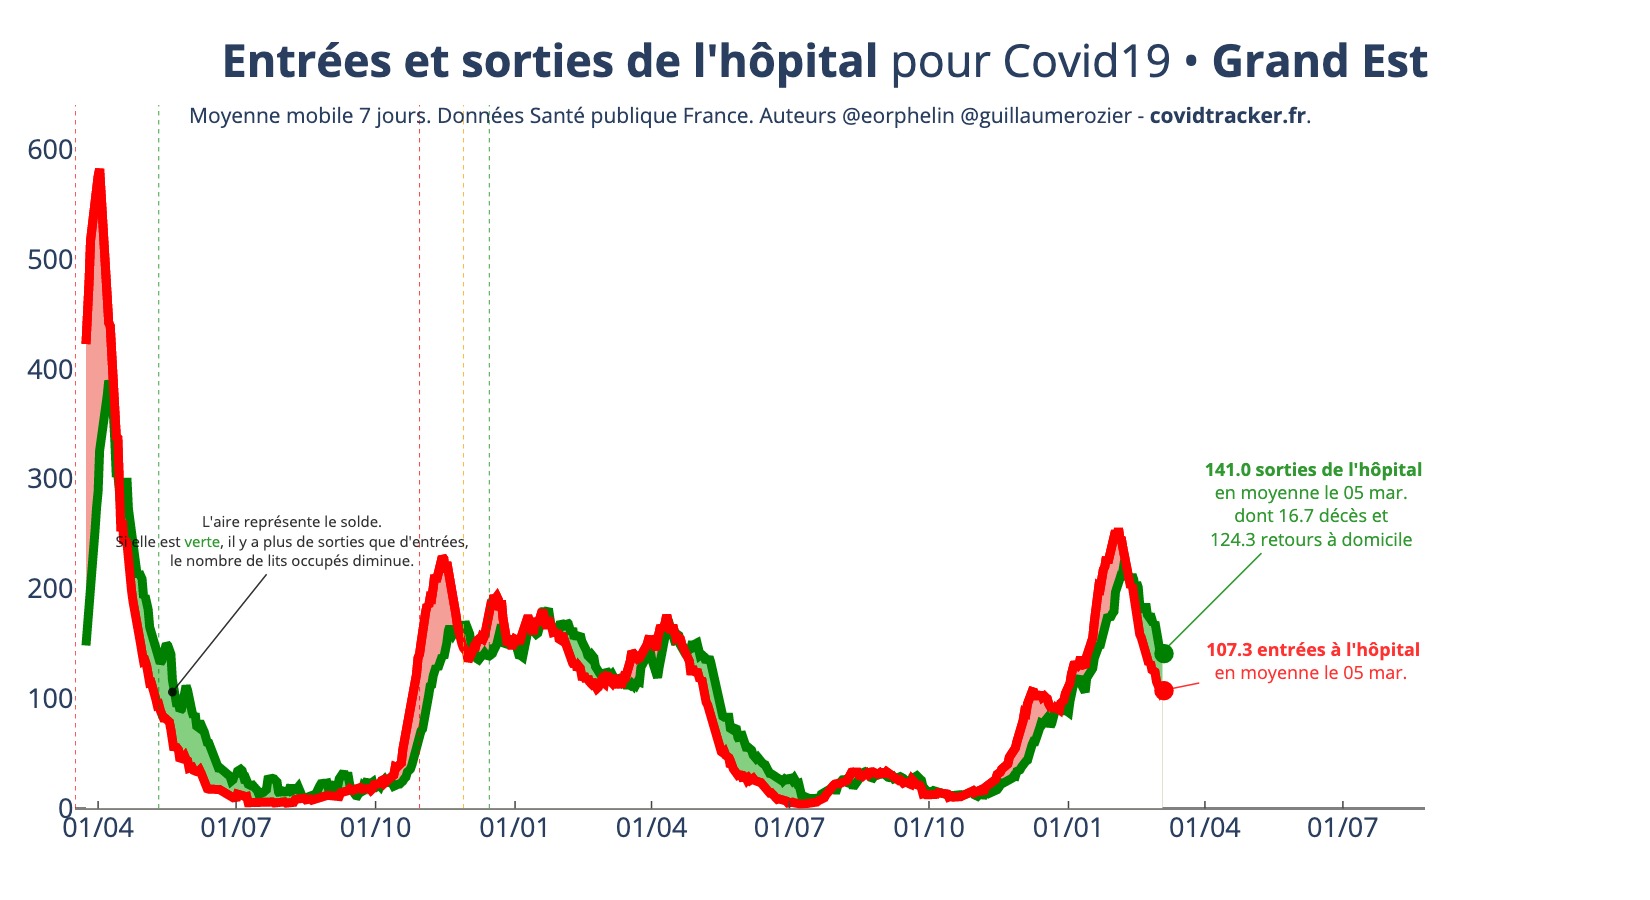 Entrées et sorties de l'hôpital pour Covid19 • Grand Est
Moyenne mobile 7 jours. Données Santé publique France. Auteurs @eorphelin @guillaumerozier - covidtracker.fr.
600
500
400
300
200
100
0
L'aire représente le solde.
Si elle est verte, il y a plus de sorties que d'entrées,
le nombre de lits occupés diminue.
141.0 sorties de l'hôpital
en moyenne le 05 mar.
dont 16.7 décès et
124.3 retours à domicile
107.3 entrées à l'hôpital
en moyenne le 05 mar.
01/04 01/07 01/10 01/01 01/04 01/07 01/10 01/01 01/04 01/07